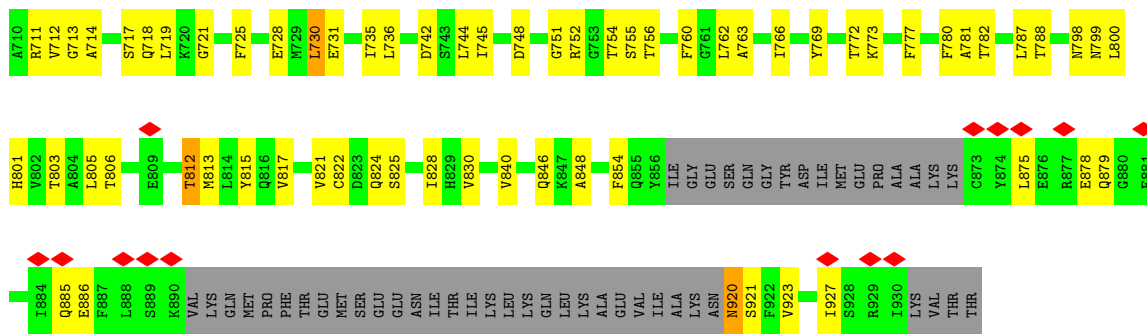 A710 R711 V712 G713 A714 S717 Q718 L719 K720 G721 F725 E728 M729 L730 E731 I735 L736 D742 S743 L744 I745 D748 G751 R752 G753 T754 S755 T756 F760 G761 L762 A763 I766 Y769 T772 K773 F777 F780 A781 T782 L787 T788 N798 N799 L800
H801 V802 T803 A804 L805 T806 E809 T812 M813 L814 Y815 Q816 V817 V821 C822 D823 Q824 S825 I828 H829 V830 V840 Q846 K847 A848 F854 Q855 Y856 ILE GLY GLU SER GLN GLY TYR ASP ILE MET GLU PRO ALA ALA LYS LYS C873 Y874 L875 E876 R877 E878 Q879 G880 F881
I884 Q885 E886 F887 L888 S889 K890 VAL LYS GLN MET PRO PHE THR GLU MET SER GLU GLU ASN ILE THR ILE LYS LEU LYS GLN LEU LYS ALA GLU VAL ILE ALA LYS ASN N920 S921 F922 V923 I927 S928 R929 I930 LYS VAL THR THR